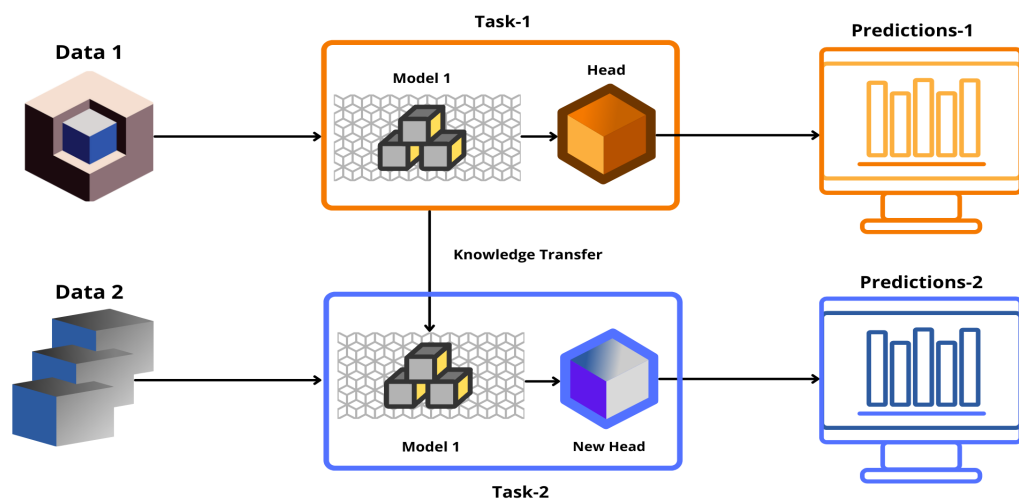 Task-1
Predictions-1
Data 1
Model 1
Head
Knowledge Transfer
Data 2
Predictions-2
Model 1
New Head
Task-2